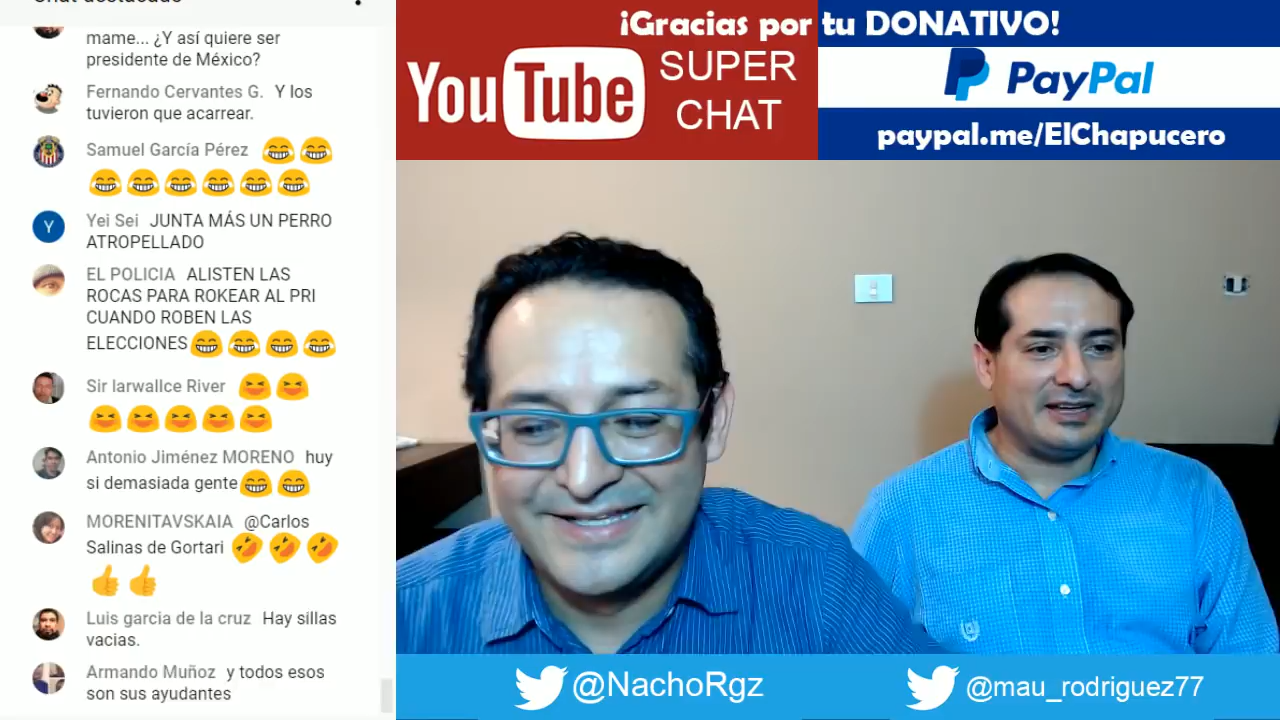 Chat destacado
mame... ¿Y así quiere ser
presidente de México?
Fernando Cervantes G. Y los
tuvieron que acarrear.
Samuel García Pérez 😂😂
😂😂😂😂😂😂
Y
Yei Sei JUNTA MÁS UN PERRO
ATROPELLADO
EL POLICIA ALISTEN LAS
ROCAS PARA ROKEAR AL PRI
CUANDO ROBEN LAS
ELECCIONES😂😂😂😂
Sir larwallce River 😆😆
😆😆😆😆😆
Antonio Jiménez MORENO huy
si demasiada gente😂😂
MORENITAVSKAIA @Carlos
Salinas de Gortari 🤣🤣🤣
👍👍
Luis garcia de la cruz Hay sillas
vacias.
Armando Muñoz y todos esos
son sus ayudantes
¡Gracias por tu DONATIVO!
YouTube
SUPER
CHAT
PayPal
paypal.me/ElChapucero
@NachoRgz
@mau_rodriguez77